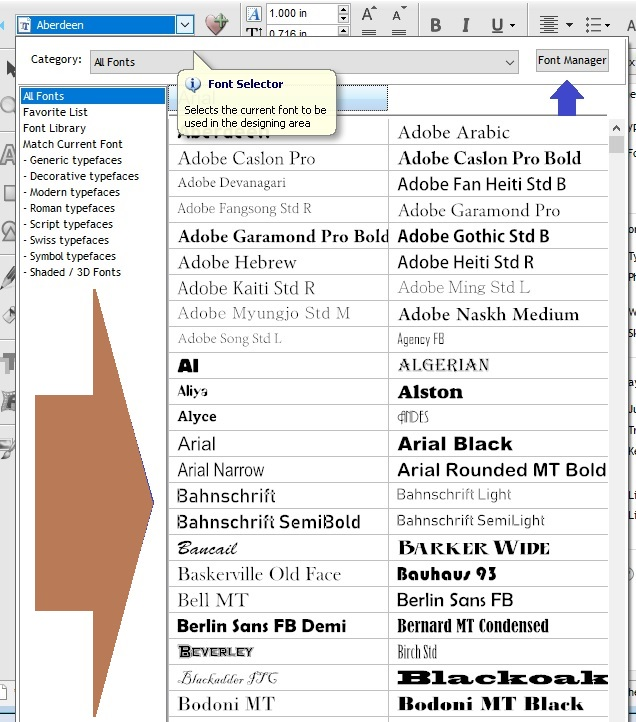 Aberdeen
1.000 in
0.716 in
B I U
Category: All Fonts
Font Manager
Font Selector
Selects the current font to be
used in the designing area
All Fonts
Favorite List
Font Library
Match Current Font
- Generic typefaces
- Decorative typefaces
- Modern typefaces
- Roman typefaces
- Script typefaces
- Swiss typefaces
- Symbol typefaces
- Shaded / 3D Fonts
Adobe Arabic
Adobe Caslon Pro
Adobe Caslon Pro Bold
Adobe Devanagari
Adobe Fan Heiti Std B
Adobe Fangsong Std R
Adobe Garamond Pro
Adobe Garamond Pro Bold
Adobe Gothic Std B
Adobe Hebrew
Adobe Heiti Std R
Adobe Kaiti Std R
Adobe Ming Std L
Adobe Myungjo Std M
Adobe Naskh Medium
Adobe Song Std L
Agency FB
AI
ALGERIAN
Aliya
Alston
Alyce
ANDES
Arial
Arial Black
Arial Narrow
Arial Rounded MT Bold
Bahnschrift
Bahnschrift Light
Bahnschrift SemiBold
Bahnschrift SemiLight
Baucail
BARKER WIDE
Baskerville Old Face
Bauhaus 93
Bell MT
Berlin Sans FB
Berlin Sans FB Demi
Bernard MT Condensed
BEVERLEY
Birch Std
Blackadder ITC
Blackoak
Bodoni MT
Bodoni MT Black